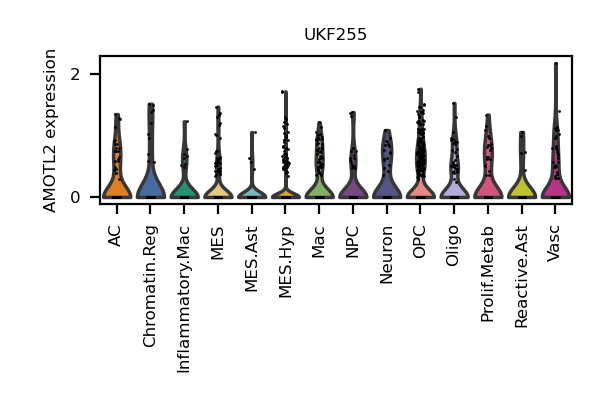 UKF255
AMOTL2 expression
2
0
AC
Chromatin.Reg
Inflammatory.Mac
MES
MES.Ast
MES.Hyp
Mac
NPC
Neuron
OPC
Oligo
Prolif.Metab
Reactive.Ast
Vasc